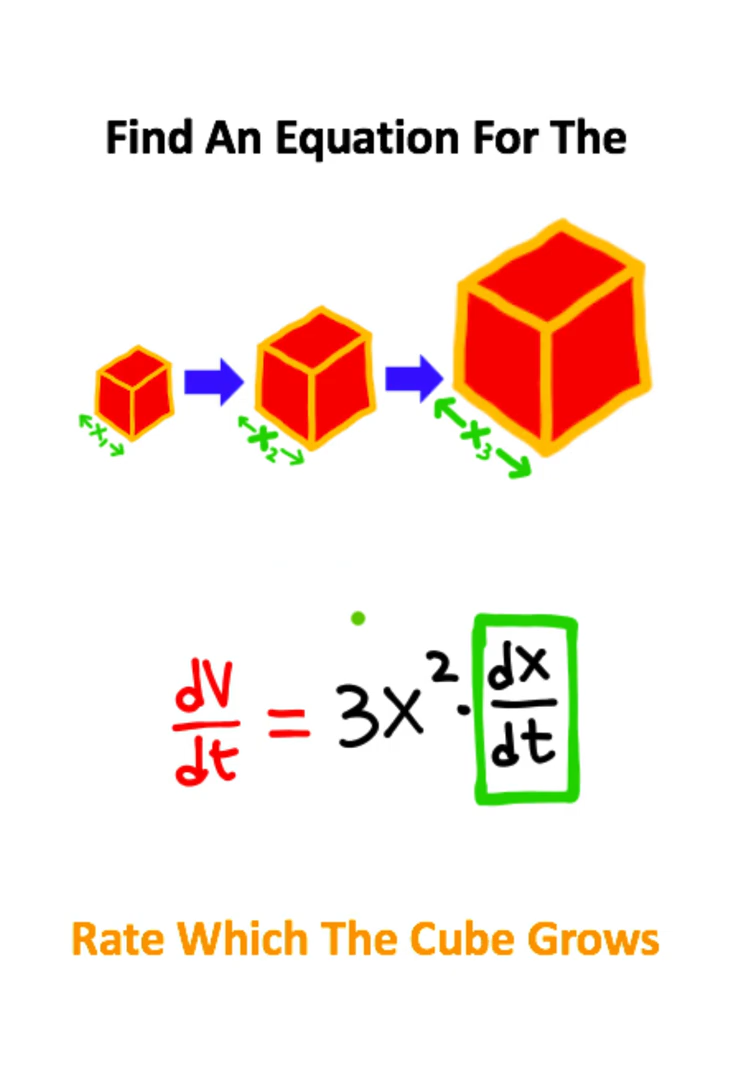 Find An Equation For The
x₁ x₂ x₃
dV/dt = 3x² · dx/dt
Rate Which The Cube Grows